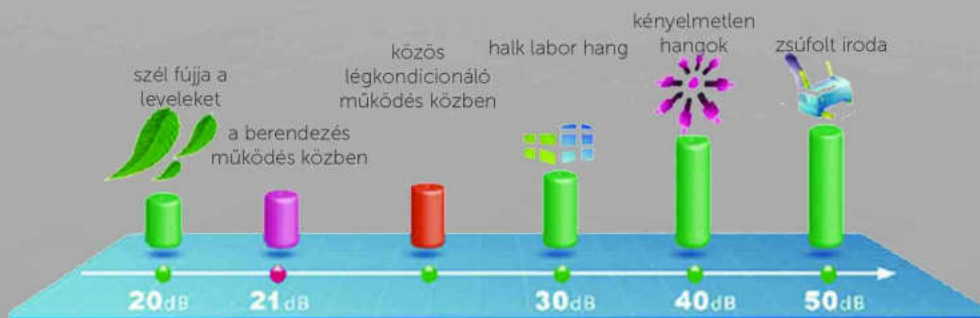 szél fújja a
leveleket
a berendezés
működés közben
közös
légkondicionáló
működés közben
halk labor hang
kényelmetlen
hangok
zsúfolt iroda
20dB
21dB
30dB
40dB
50dB